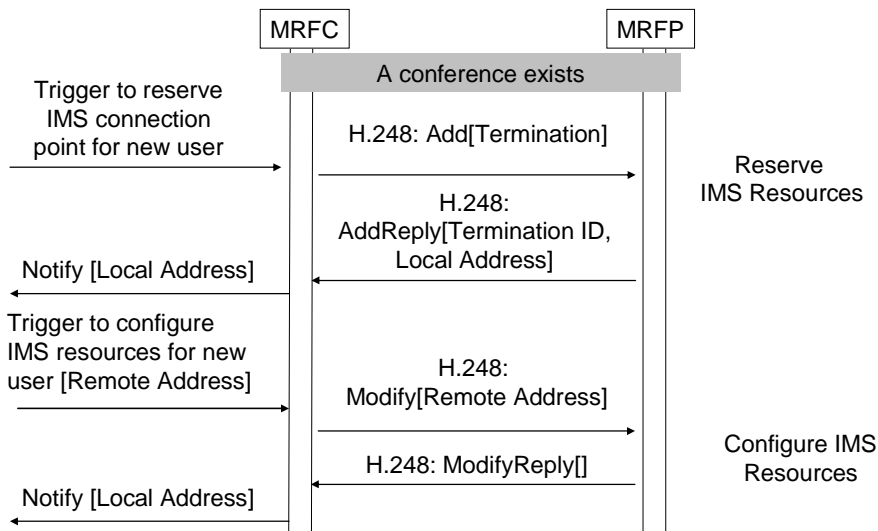 MRFC
MRFP
A conference exists
Trigger to reserve
IMS connection
point for new user
H.248: Add[Termination]
Reserve
IMS Resources
H.248:
AddReply[Termination ID,
Local Address]
Notify [Local Address]
Trigger to configure
IMS resources for new
user [Remote Address]
H.248:
Modify[Remote Address]
Configure IMS
Resources
H.248: ModifyReply[]
Notify [Local Address]